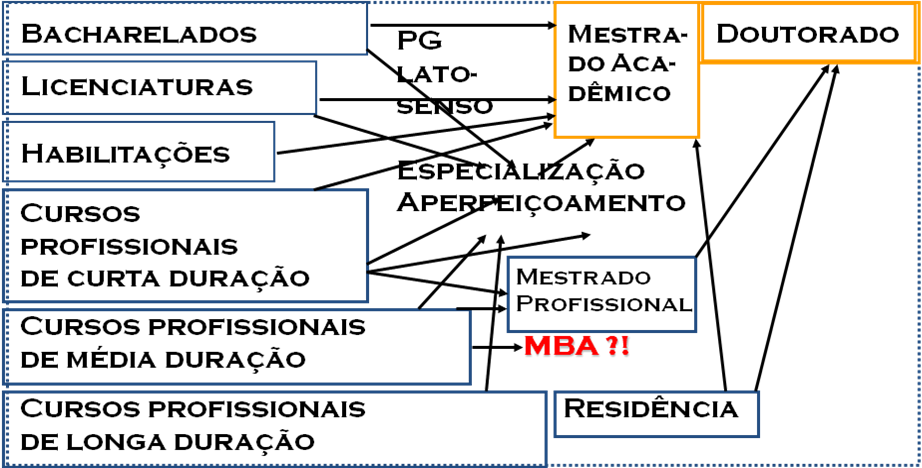 BACHARELADOS
LICENCIATURAS
HABILITAÇÕES
CURSOS
PROFISSIONAIS
DE CURTA DURAÇÃO
CURSOS PROFISSIONAIS
DE MÉDIA DURAÇÃO
CURSOS PROFISSIONAIS
DE LONGA DURAÇÃO
PG
LATO-
SENSO
ESPECIALIZAÇÃO
APERFEIÇOAMENTO
MESTRADO
PROFISSIONAL
MBA ?!
RESIDÊNCIA
MESTRA-
DO ACA-
DÊMICO
DOUTORADO